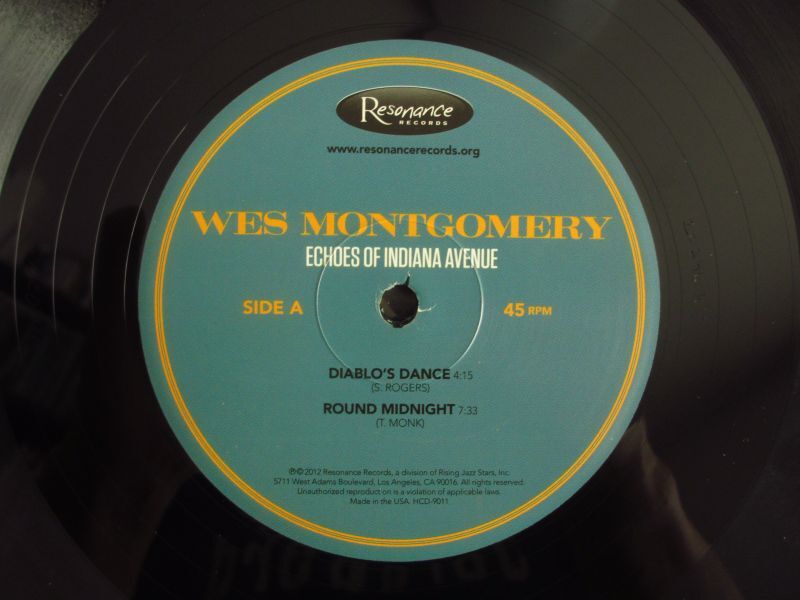 Resonance
RECORDS
www.resonancerecords.org
WES MONTGOMERY
ECHOES OF INDIANA AVENUE
SIDE A 45 RPM
DIABLO'S DANCE 4:15
(S. ROGERS)
ROUND MIDNIGHT 7:33
(T. MONK)
℗©2012 Resonance Records, a division of Rising Jazz Stars, Inc.
5711 West Adams Boulevard, Los Angeles, CA 90016. All rights reserved.
Unauthorized reproduction is a violation of applicable laws.
Made in the USA. HCD-9011